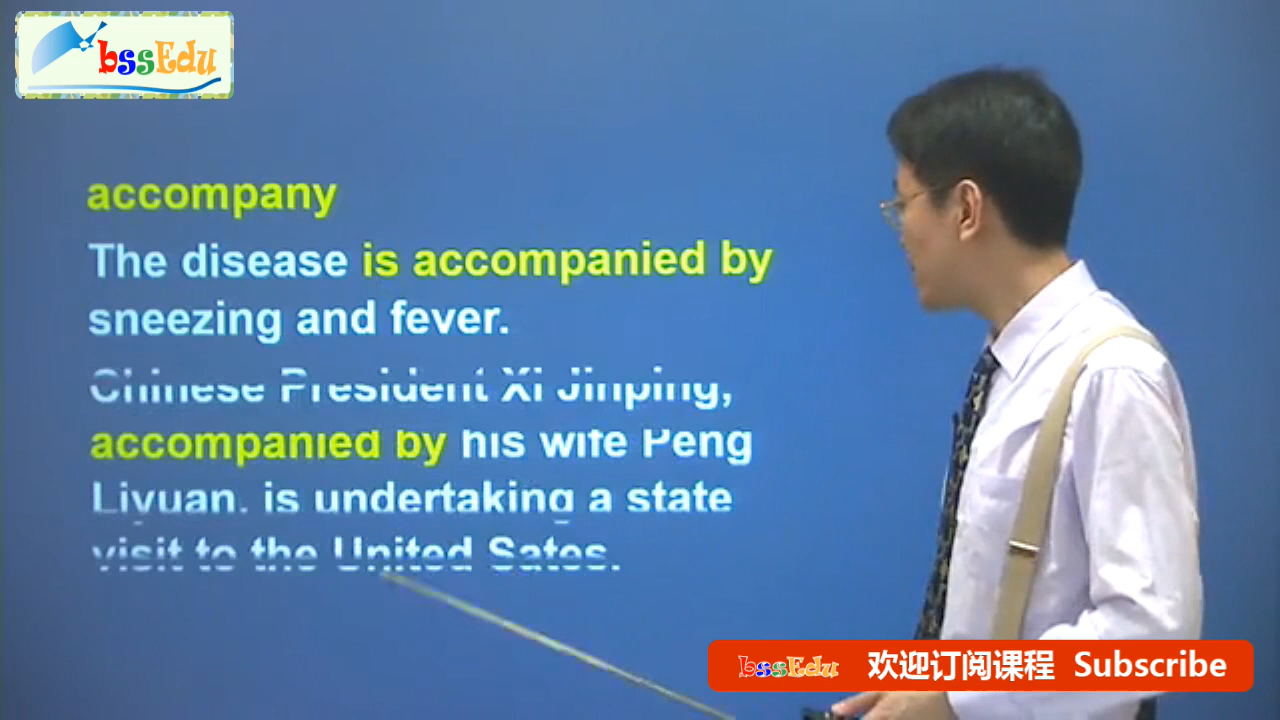 bssEdu
accompany
The disease is accompanied by
sneezing and fever.
Chinese President Xi Jinping,
accompanied by his wife Peng
Liyuan, is undertaking a state
visit to the United Sates.
bssEdu 欢迎订阅课程 Subscribe